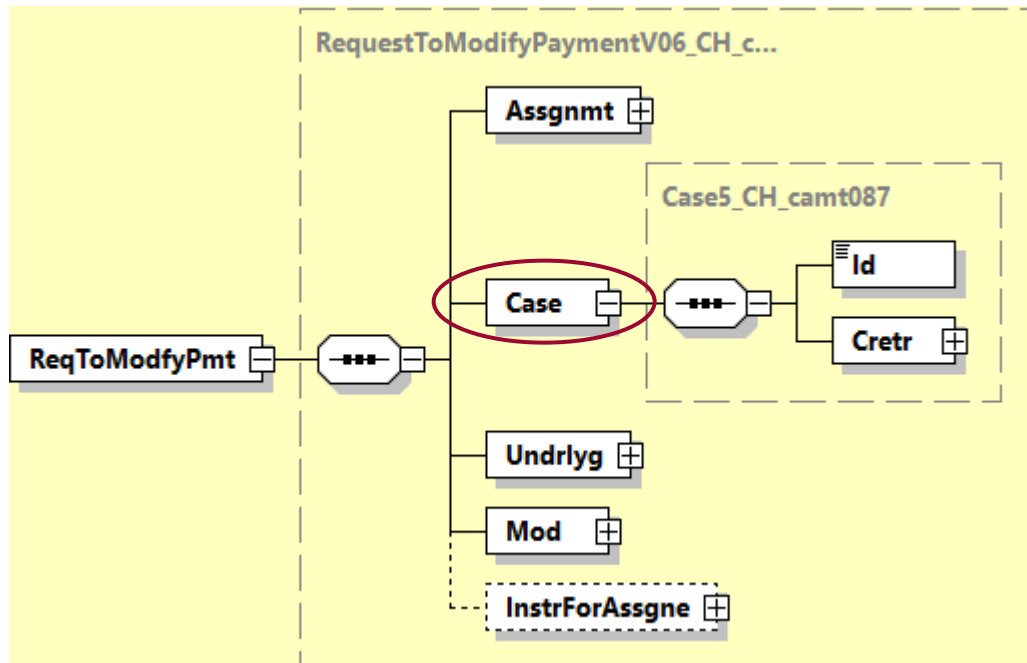 RequestToModifyPaymentV06_CH_c...
Assgnmt
Case5_CH_camt087
Id
Case
Cretr
ReqToModfyPmt
Undrlyg
Mod
InstrForAssgne